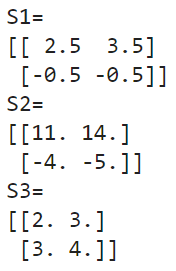 S1=
[[ 2.5  3.5]
 [-0.5 -0.5]]
S2=
[[11. 14.]
 [-4. -5.]]
S3=
[[2. 3.]
 [3. 4.]]